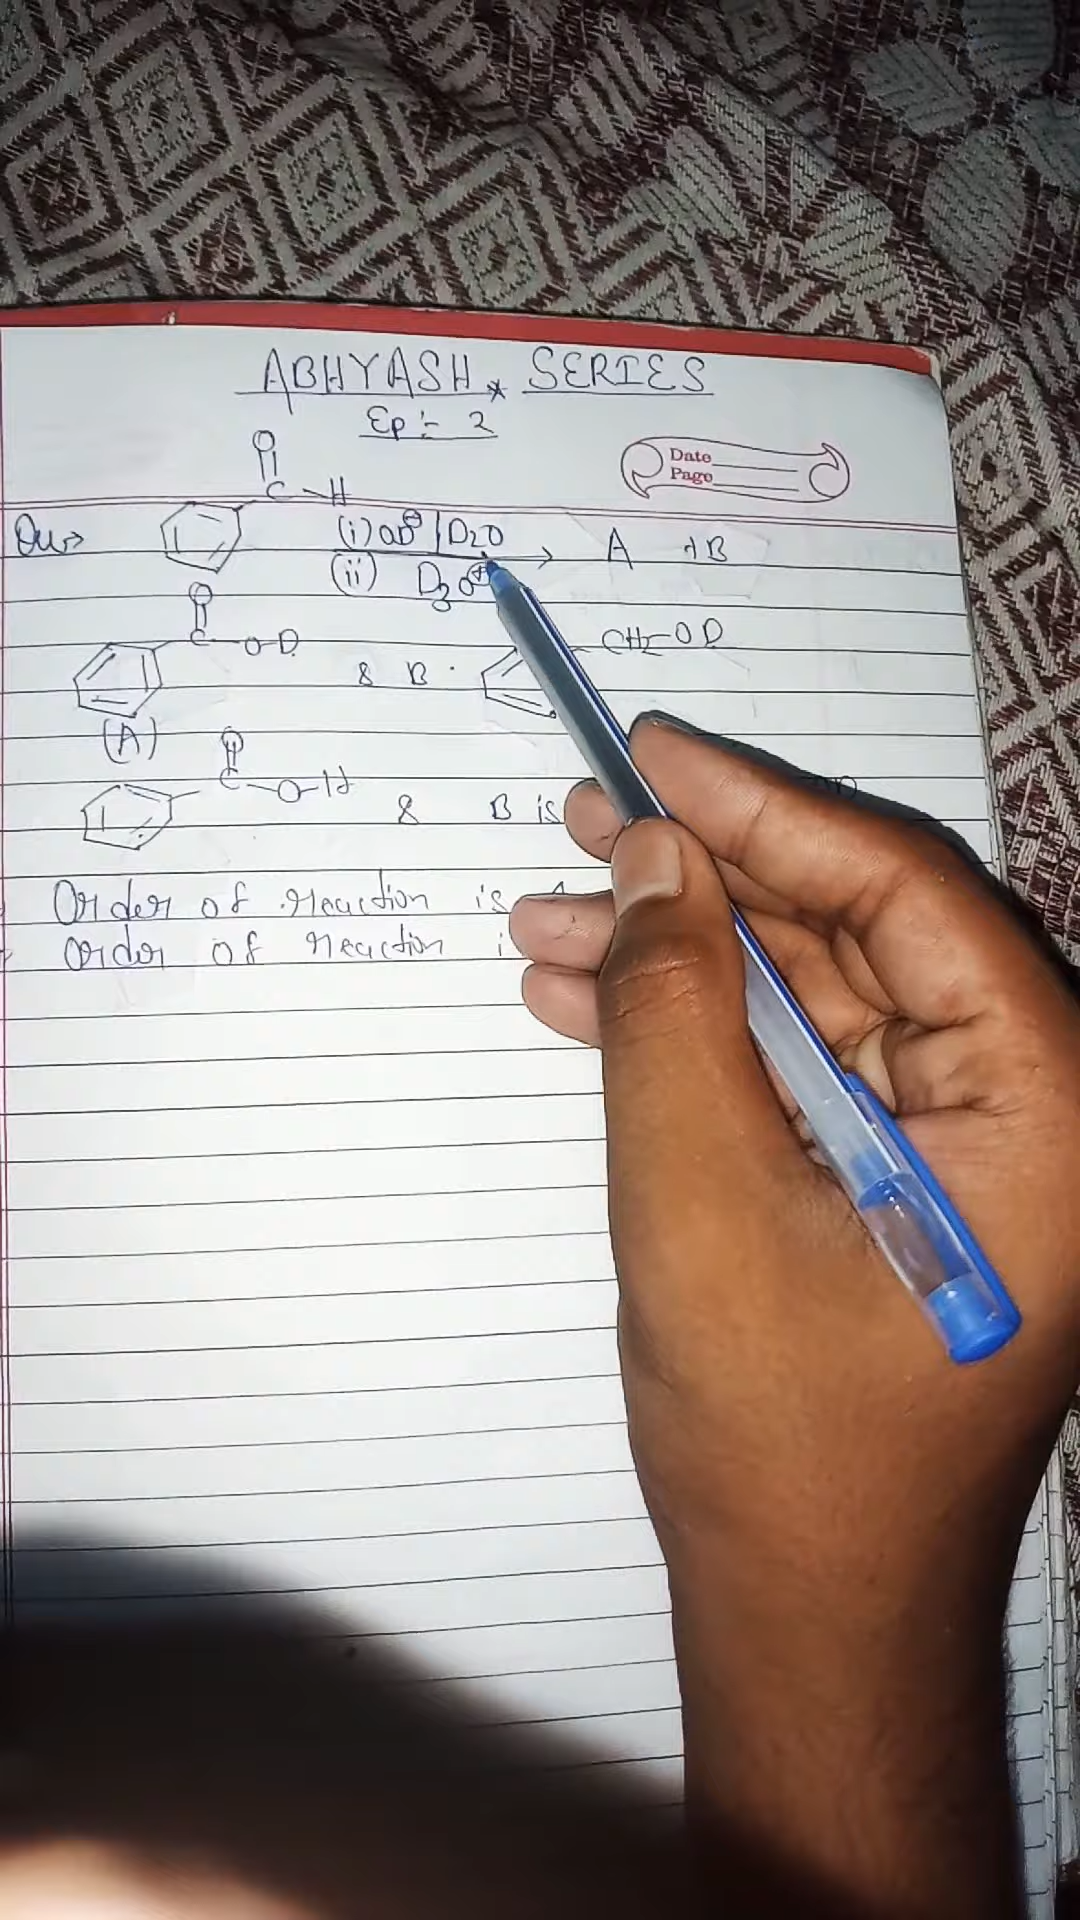 ABHYASH SERIES
Ep :- 2
Date
Page
O
C-H
Que (i) OD⊖ | D2O A + B
(ii) D3O⊕
O
C-O-D & B. CH2-OD
(A)
O
C-O-H & B is
Order of reaction is
Order of reaction i